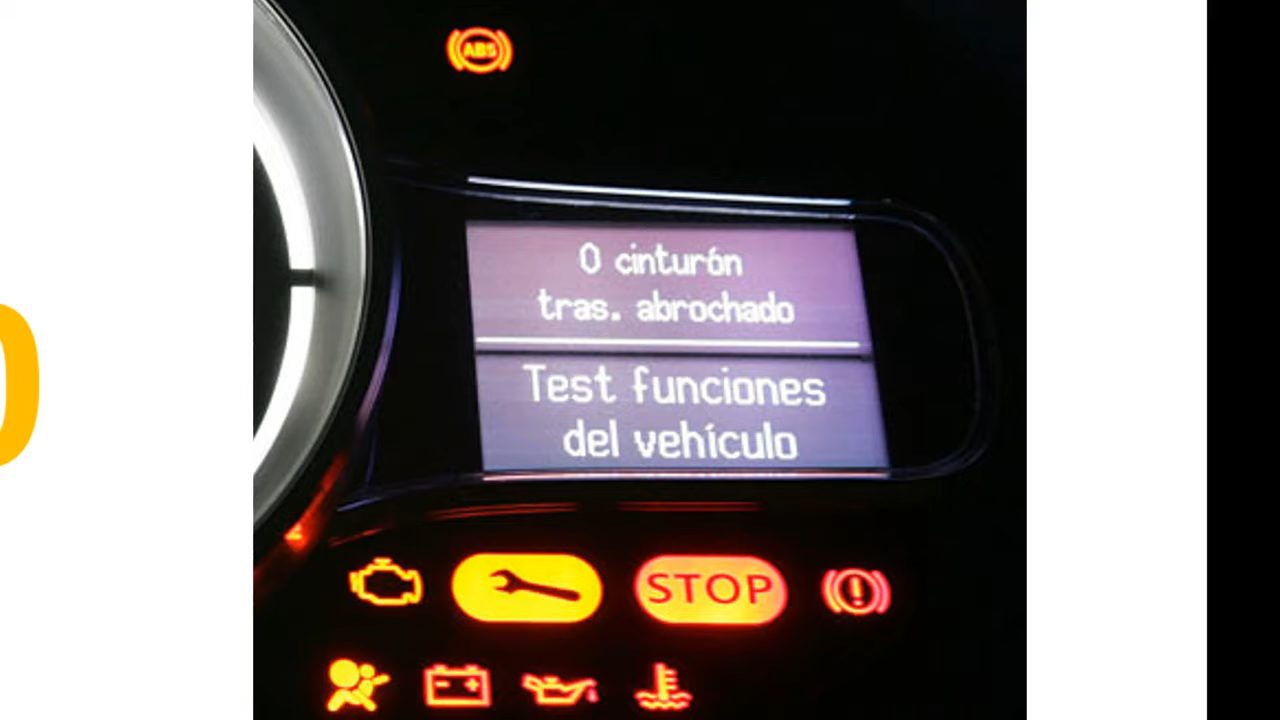 ABS
0 cinturón
tras. abrochado
Test funciones
del vehículo
STOP